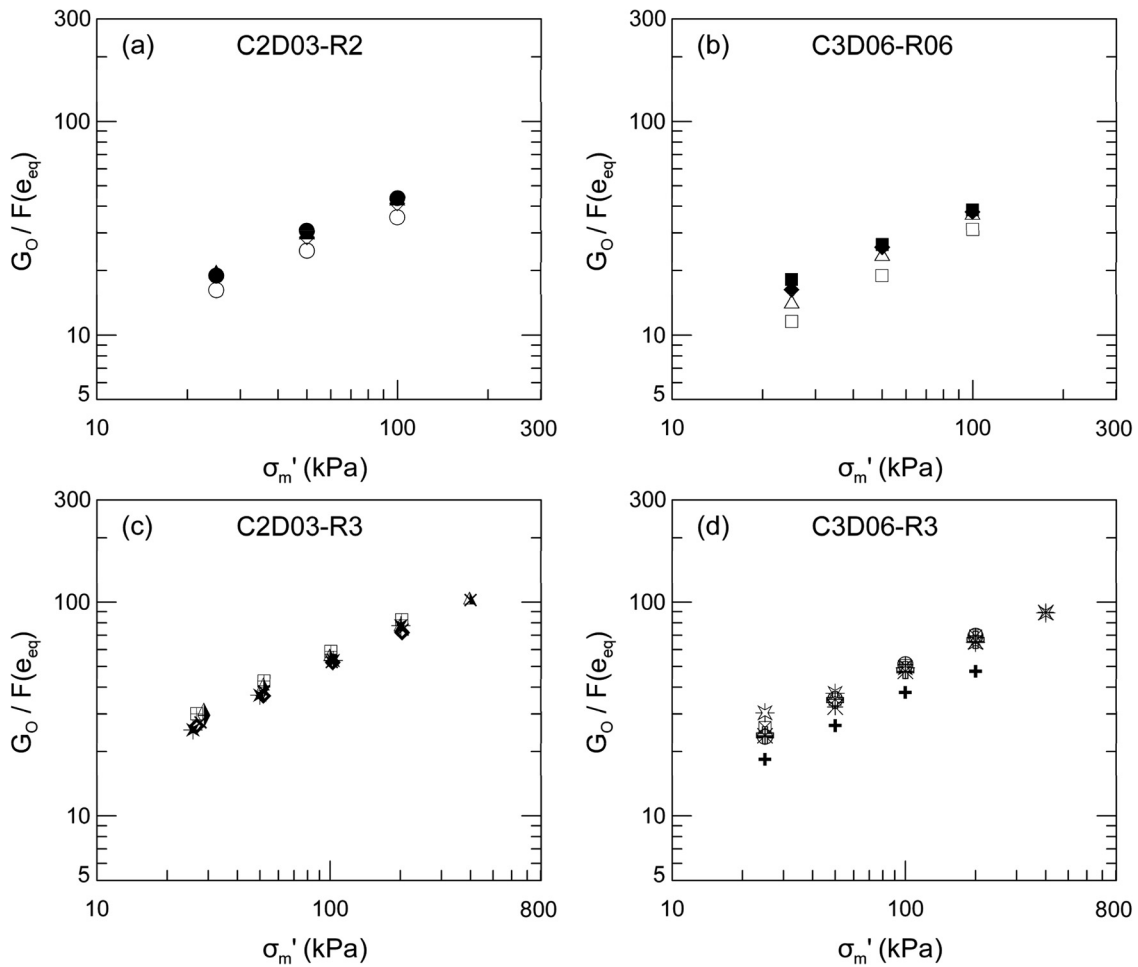 (a) C2D03-R2
300
100
10
5
G_O / F(e_eq)
10 100 300
σ_m' (kPa)
(b) C3D06-R06
300
100
10
5
G_O / F(e_eq)
10 100 300
σ_m' (kPa)
(c) C2D03-R3
300
100
10
5
G_O / F(e_eq)
10 100 800
σ_m' (kPa)
(d) C3D06-R3
300
100
10
5
G_O / F(e_eq)
10 100 800
σ_m' (kPa)